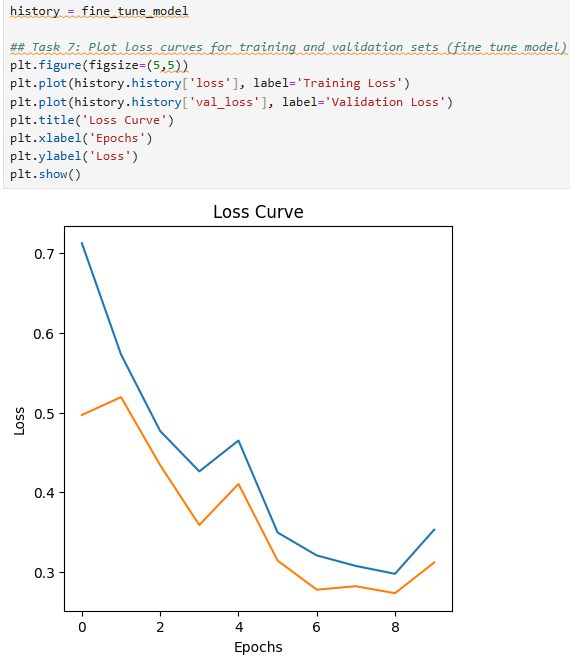 history = fine_tune_model
## Task 7: Plot loss curves for training and validation sets (fine tune model)
plt.figure(figsize=(5,5))
plt.plot(history.history['loss'], label='Training Loss')
plt.plot(history.history['val_loss'], label='Validation Loss')
plt.title('Loss Curve')
plt.xlabel('Epochs')
plt.ylabel('Loss')
plt.show()
Loss Curve
0.7
0.6
0.5
0.4
0.3
Loss
0 2 4 6 8
Epochs